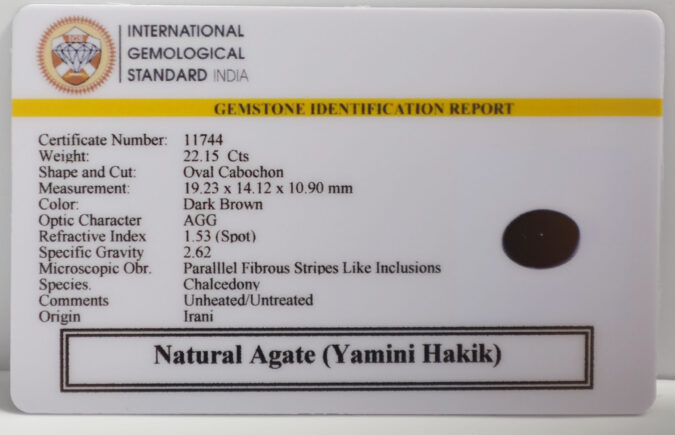 IGS
INTERNATIONAL
GEMOLOGICAL
STANDARD INDIA
GEMSTONE IDENTIFICATION REPORT
Certificate Number: 11744
Weight: 22.15 Cts
Shape and Cut: Oval Cabochon
Measurement: 19.23 x 14.12 x 10.90 mm
Color: Dark Brown
Optic Character AGG
Refractive Index 1.53 (Spot)
Specific Gravity 2.62
Microscopic Obr. Paralllel Fibrous Stripes Like Inclusions
Species. Chalcedony
Comments Unheated/Untreated
Origin Irani
Natural Agate (Yamini Hakik)